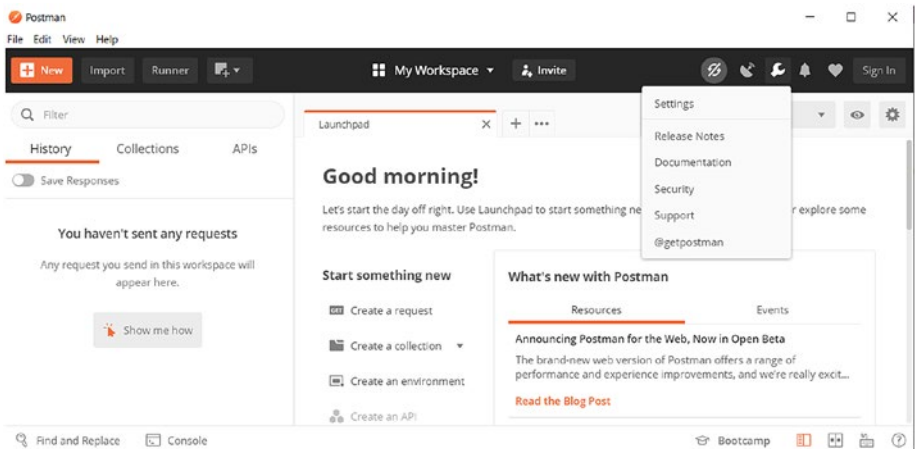 Postman
File Edit View Help
New Import Runner My Workspace Invite Sign In
Filter
History Collections APIs
Save Responses
You haven't sent any requests
Any request you send in this workspace will
appear here.
Show me how
Launchpad
Good morning!
Let's start the day off right. Use Launchpad to start something ne
r explore some
resources to help you master Postman.
Start something new
GET Create a request
Create a collection
Create an environment
Create an API
Settings
Release Notes
Documentation
Security
Support
@getpostman
What's new with Postman
Resources Events
Announcing Postman for the Web, Now in Open Beta
The brand-new web version of Postman offers a range of
performance and experience improvements, and we're really excit...
Read the Blog Post
Find and Replace Console Bootcamp